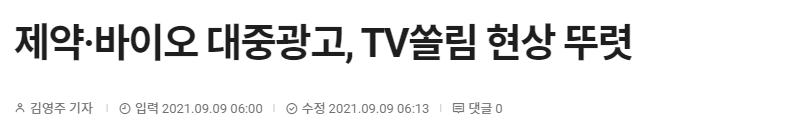 제약·바이오 대중광고, TV쏠림 현상 뚜렷
김영주 기자 입력 2021.09.09 06:00 수정 2021.09.09 06:13 댓글 0